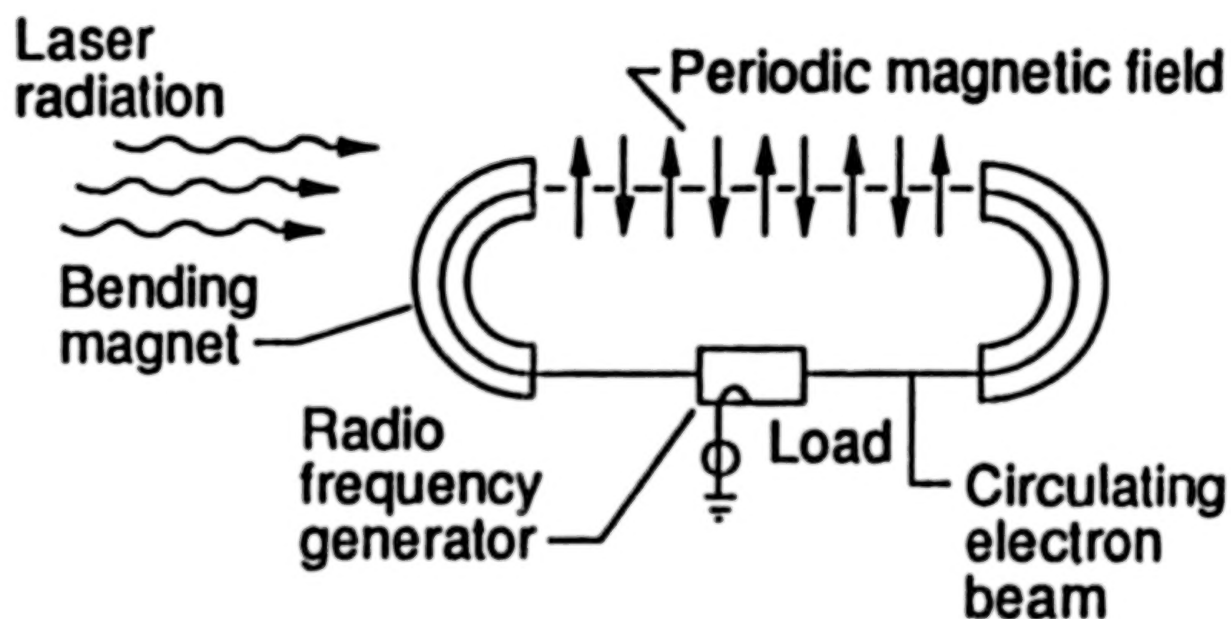 Laser
radiation
Periodic magnetic field
Bending
magnet
Radio
frequency
generator
Load
Circulating
electron
beam